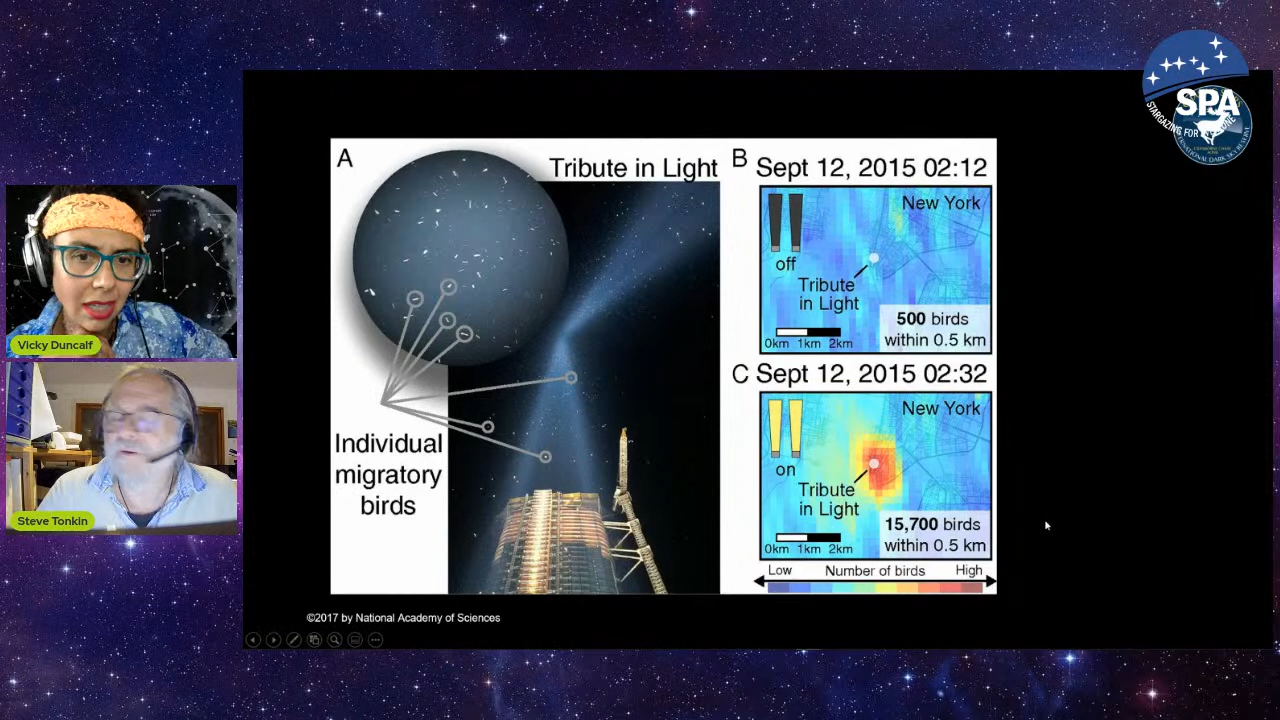 SPA
STARGAZING FOR
Vicky Duncalf
Steve Tonkin
A
Tribute in Light
Individual
migratory
birds
B
Sept 12, 2015 02:12
New York
off
Tribute
in Light
0km 1km 2km
500 birds
within 0.5 km
C Sept 12, 2015 02:32
New York
on
Tribute
in Light
0km 1km 2km
15,700 birds
within 0.5 km
Low Number of birds High
©2017 by National Academy of Sciences